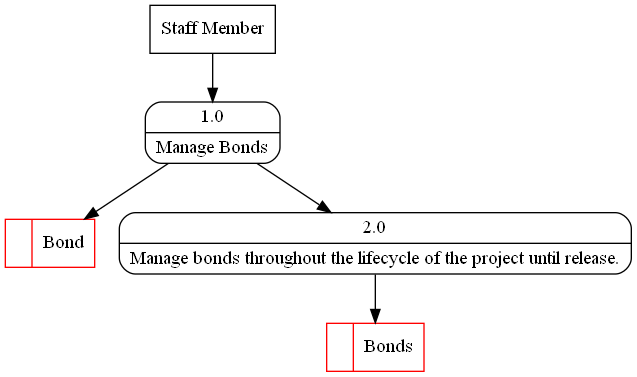 Staff Member
1.0
Manage Bonds
Bond
2.0
Manage bonds throughout the lifecycle of the project until release.
Bonds